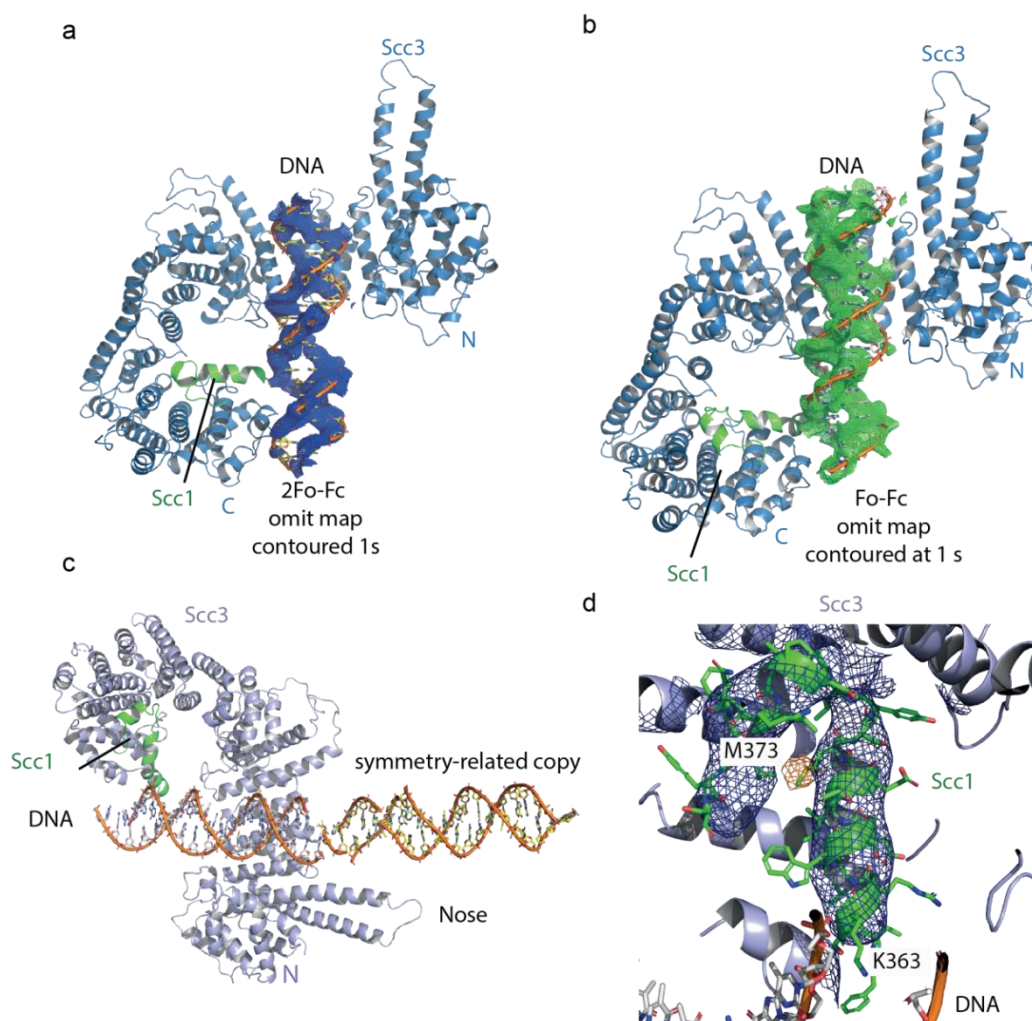 a
Scc3
DNA
N
Scc1
C
2Fo-Fc
omit map
contoured 1s
b
Scc3
DNA
N
C
Scc1
Fo-Fc
omit map
contoured at 1 s
c
Scc3
Scc1
DNA
symmetry-related copy
Nose
N
d
Scc3
M373
Scc1
K363
DNA